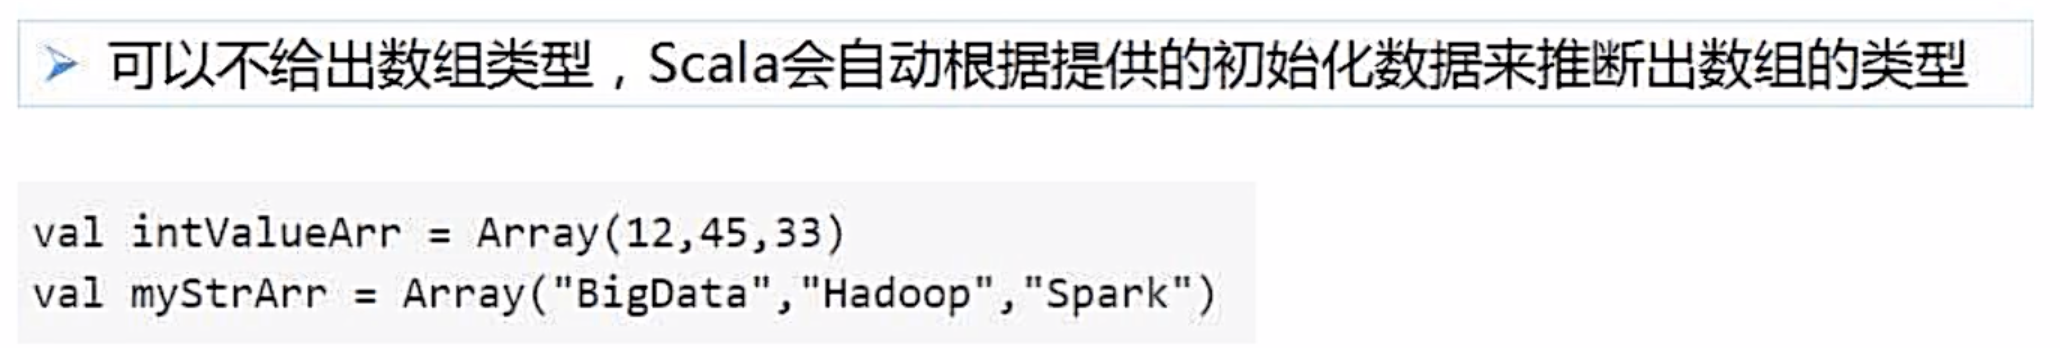 ➢ 可以不给出数组类型，Scala会自动根据提供的初始化数据来推断出数组的类型
val intValueArr = Array(12,45,33)
val myStrArr = Array("BigData","Hadoop","Spark")